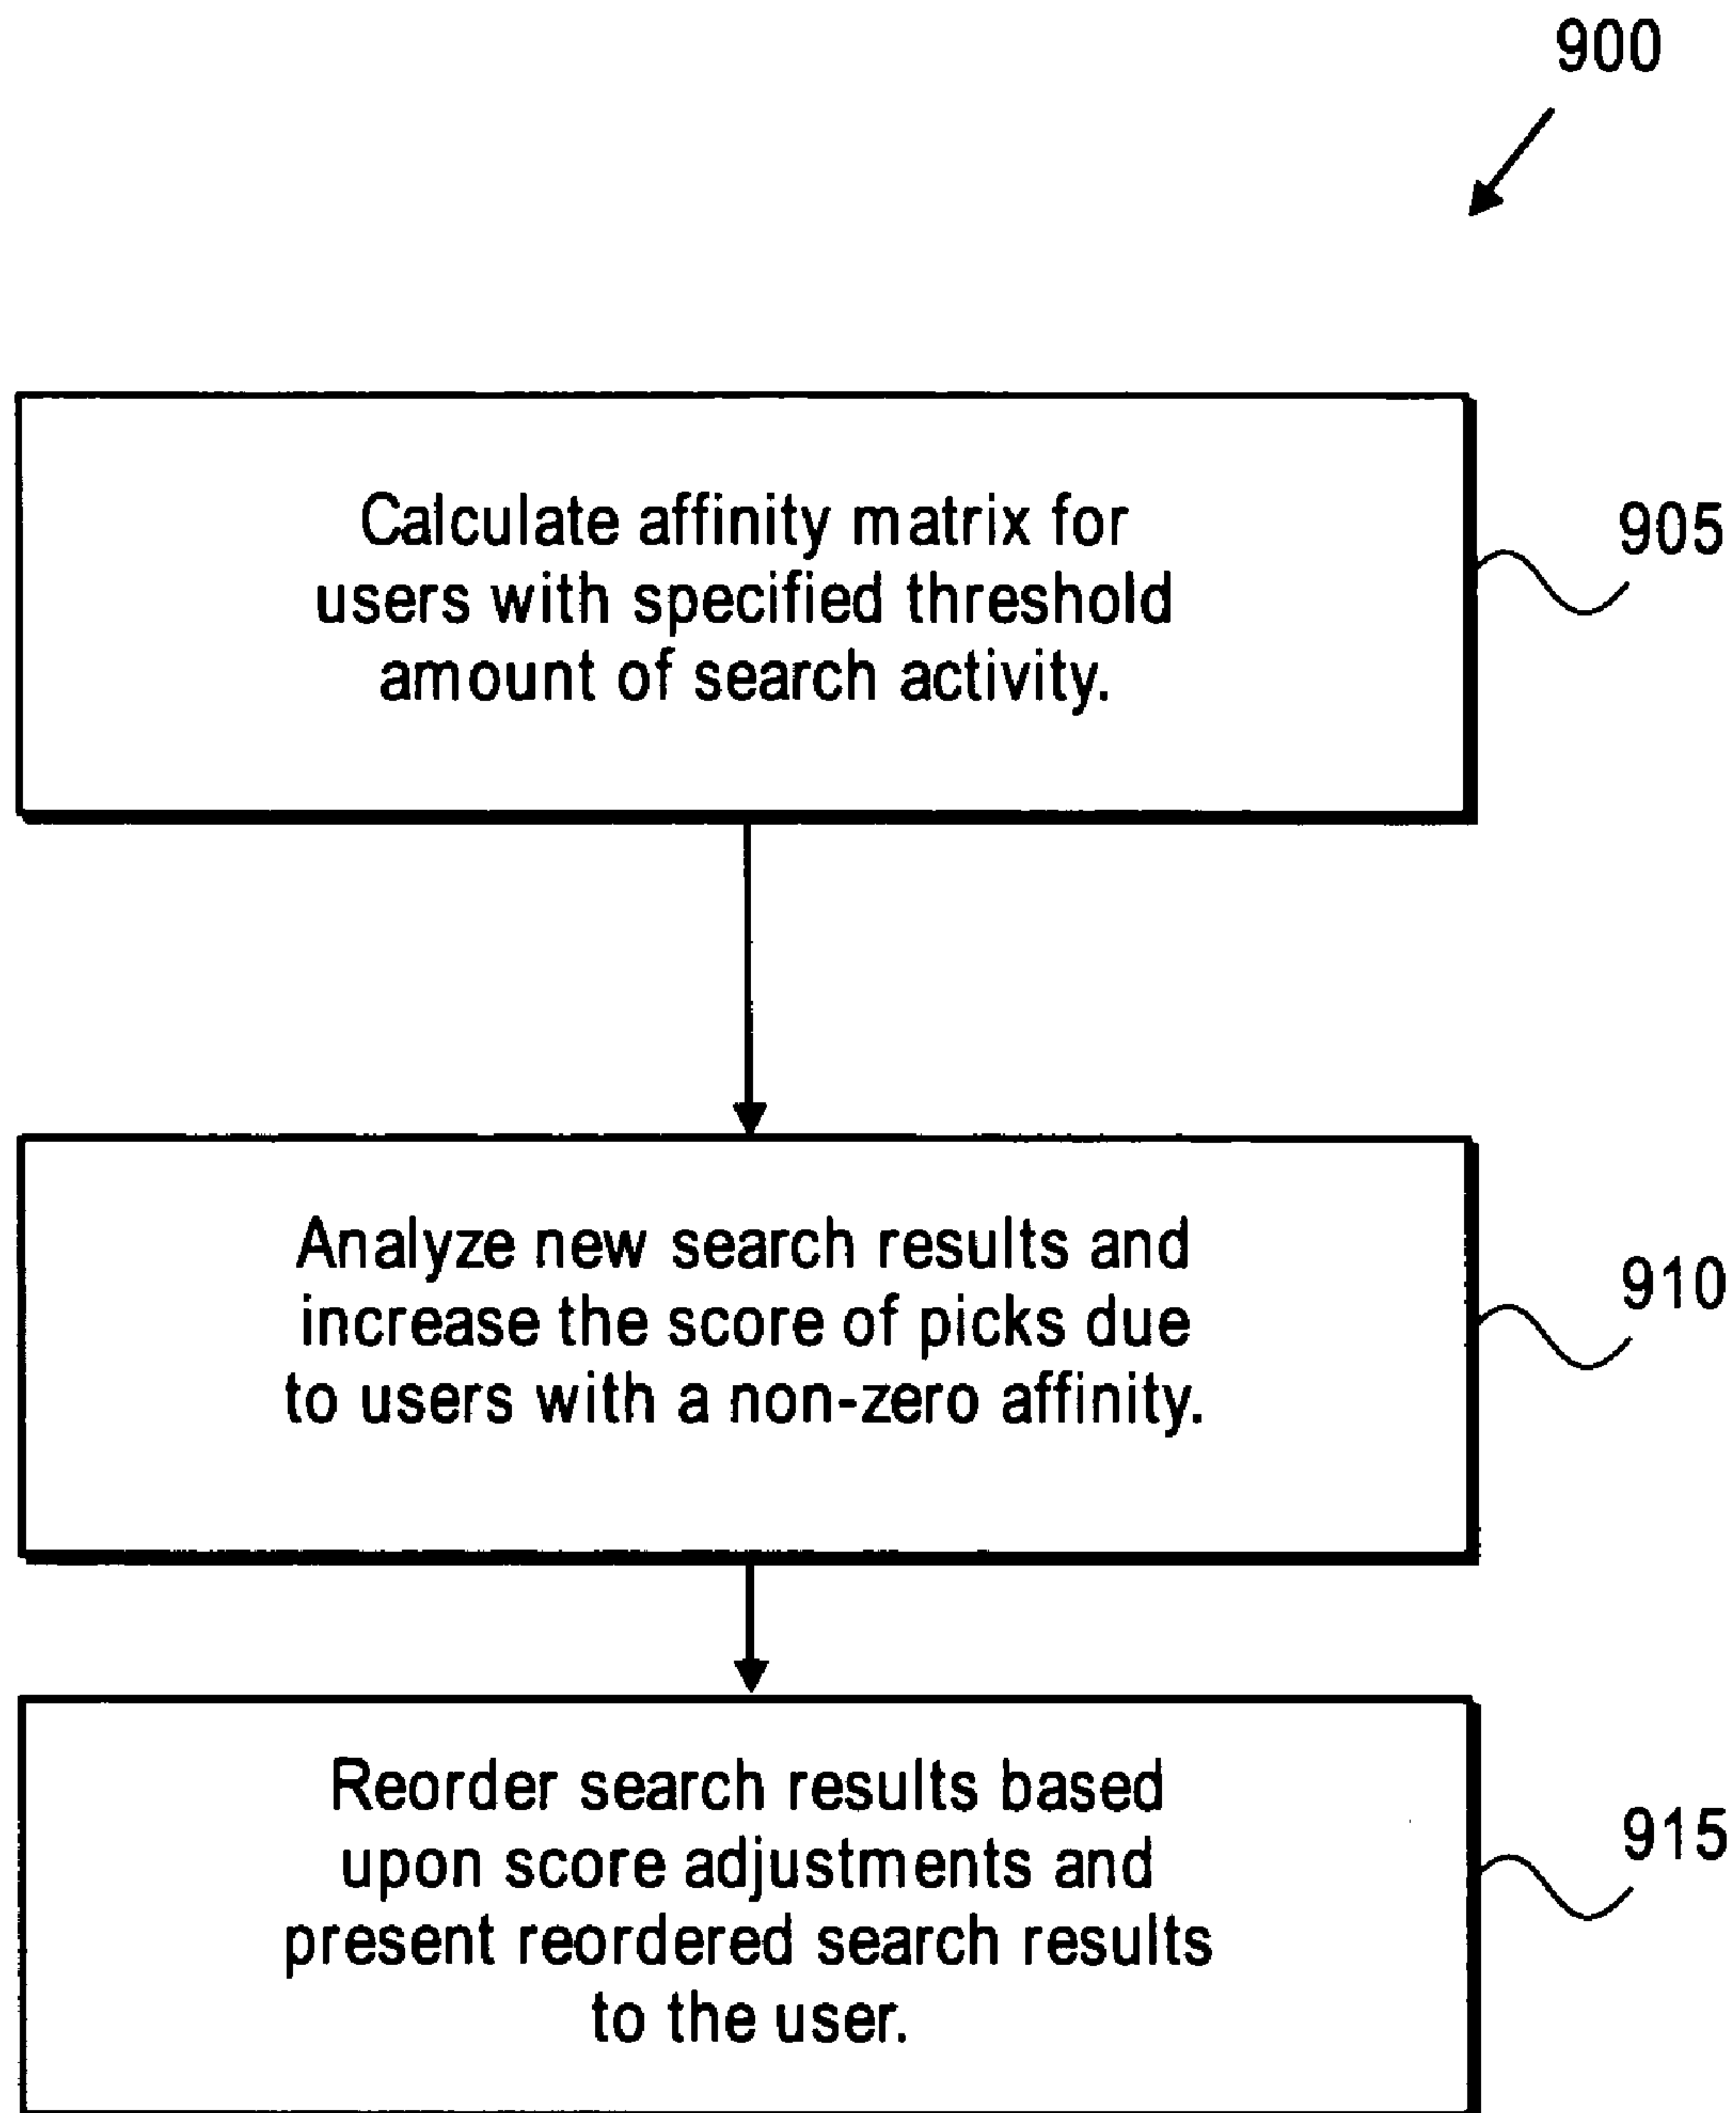 900
Calculate affinity matrix for
users with specified threshold
amount of search activity.
905
Analyze new search results and
increase the score of picks due
to users with a non-zero affinity.
910
Reorder search results based
upon score adjustments and
present reordered search results
to the user.
915